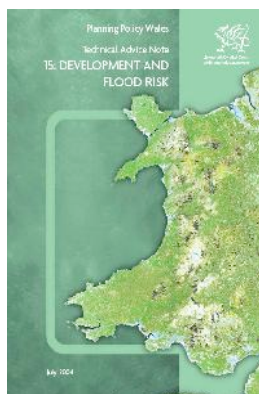 Planning Policy Wales
Technical Advice Note
15: DEVELOPMENT AND
FLOOD RISK
July 2004